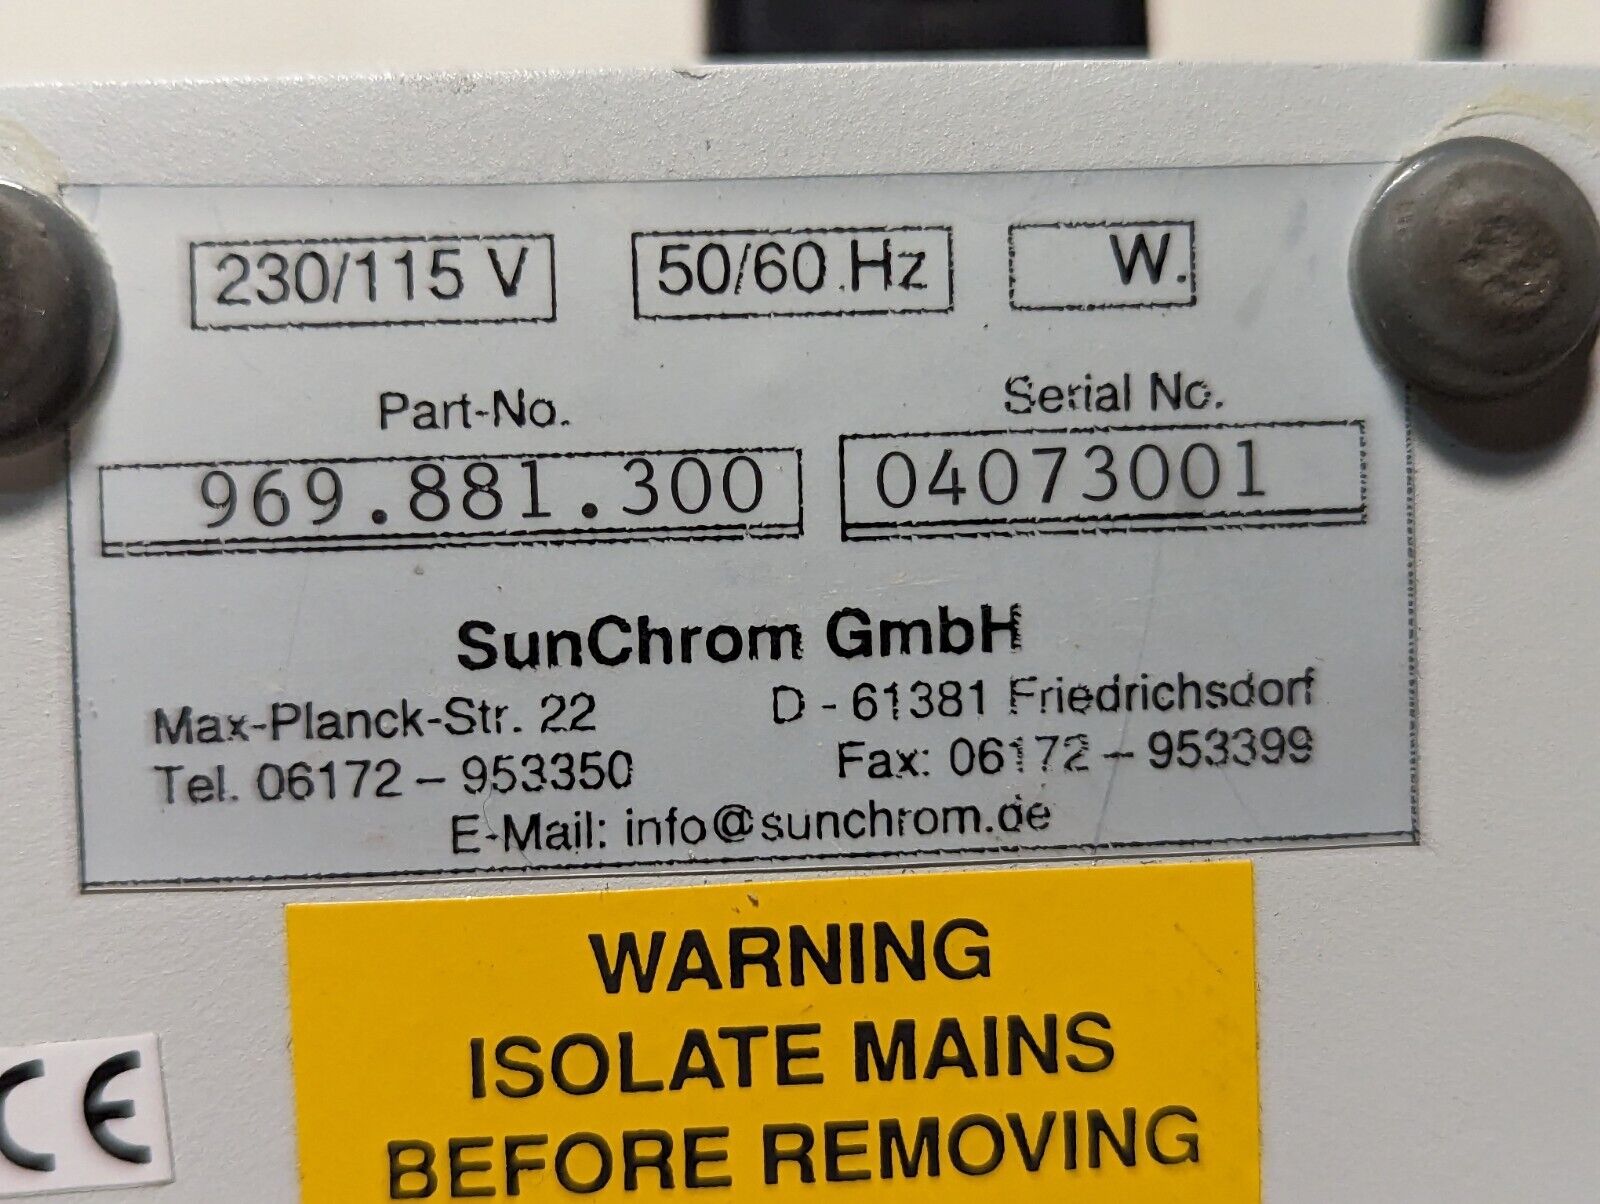 230/115 V 50/60 Hz W.
Part-No. Serial No.
969.881.300 04073001
SunChrom GmbH
Max-Planck-Str. 22 D - 61381 Friedrichsdorf
Tel. 06172 – 953350 Fax: 06172 – 953399
E-Mail: info@sunchrom.de
WARNING
ISOLATE MAINS
BEFORE REMOVING
CE